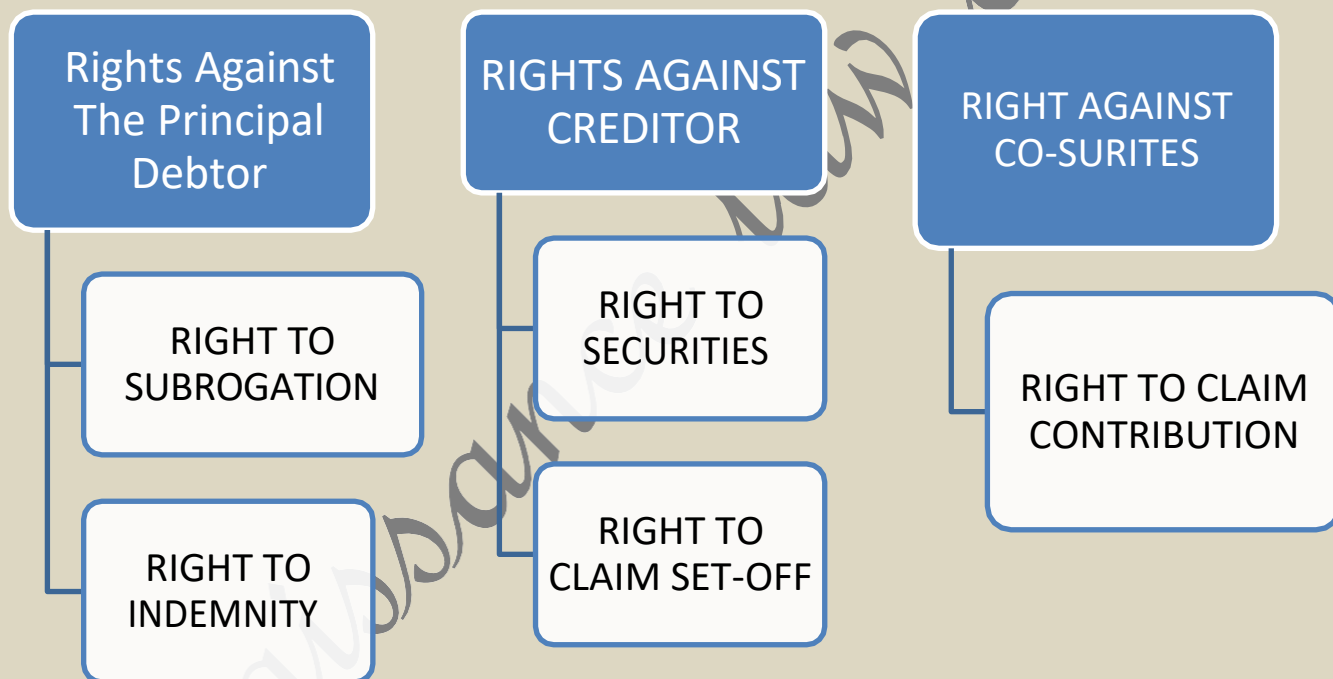 Rights Against
The Principal
Debtor
RIGHT TO
SUBROGATION
RIGHT TO
INDEMNITY
RIGHTS AGAINST
CREDITOR
RIGHT TO
SECURITIES
RIGHT TO
CLAIM SET-OFF
RIGHT AGAINST
CO-SURITES
RIGHT TO CLAIM
CONTRIBUTION